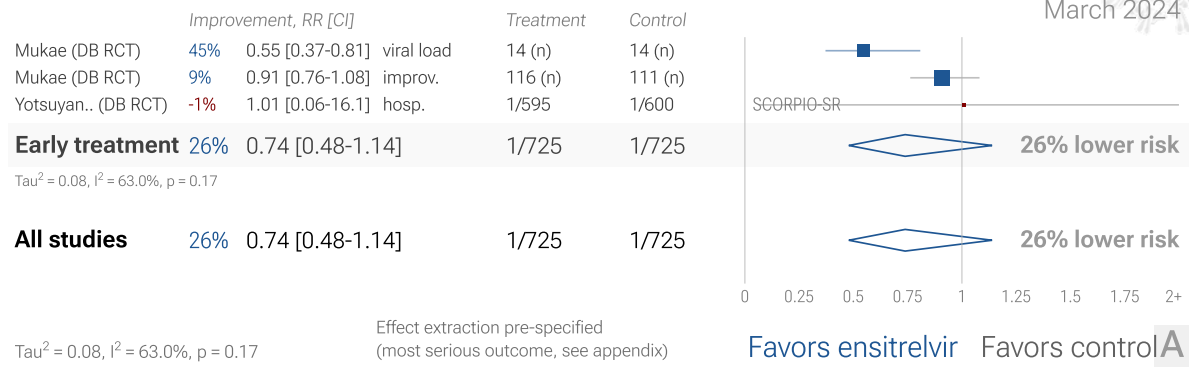 March 2024
Improvement, RR [CI] Treatment Control
Mukae (DB RCT) 45% 0.55 [0.37-0.81] viral load 14 (n) 14 (n)
Mukae (DB RCT) 9% 0.91 [0.76-1.08] improv. 116 (n) 111 (n)
Yotsuyan.. (DB RCT) -1% 1.01 [0.06-16.1] hosp. 1/595 1/600 SCORPIO-SR
Early treatment 26% 0.74 [0.48-1.14] 1/725 1/725 26% lower risk
Tau² = 0.08, I² = 63.0%, p = 0.17
All studies 26% 0.74 [0.48-1.14] 1/725 1/725 26% lower risk
0 0.25 0.5 0.75 1 1.25 1.5 1.75 2+
Effect extraction pre-specified
Tau² = 0.08, I² = 63.0%, p = 0.17 (most serious outcome, see appendix) Favors ensitrelvir Favors control A